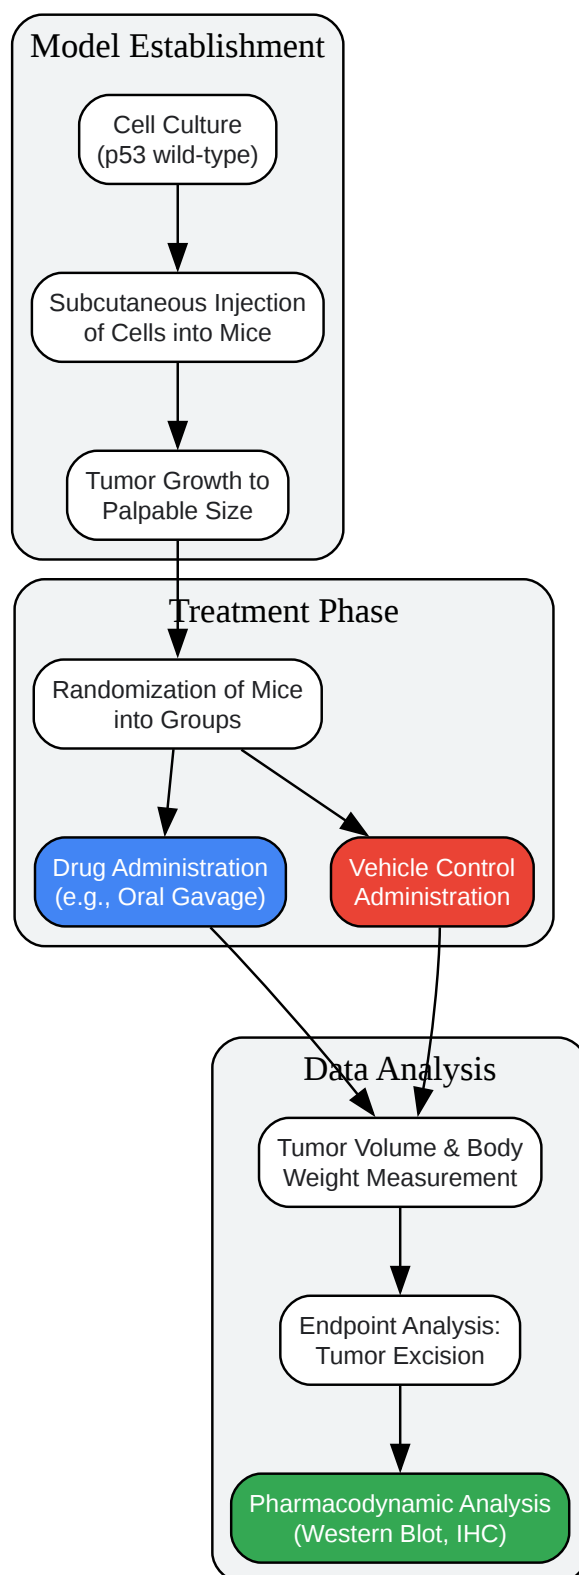 Model Establishment
Cell Culture
(p53 wild-type)
Subcutaneous Injection
of Cells into Mice
Tumor Growth to
Palpable Size
Treatment Phase
Randomization of Mice
into Groups
Drug Administration
(e.g., Oral Gavage)
Vehicle Control
Administration
Data Analysis
Tumor Volume & Body
Weight Measurement
Endpoint Analysis:
Tumor Excision
Pharmacodynamic Analysis
(Western Blot, IHC)